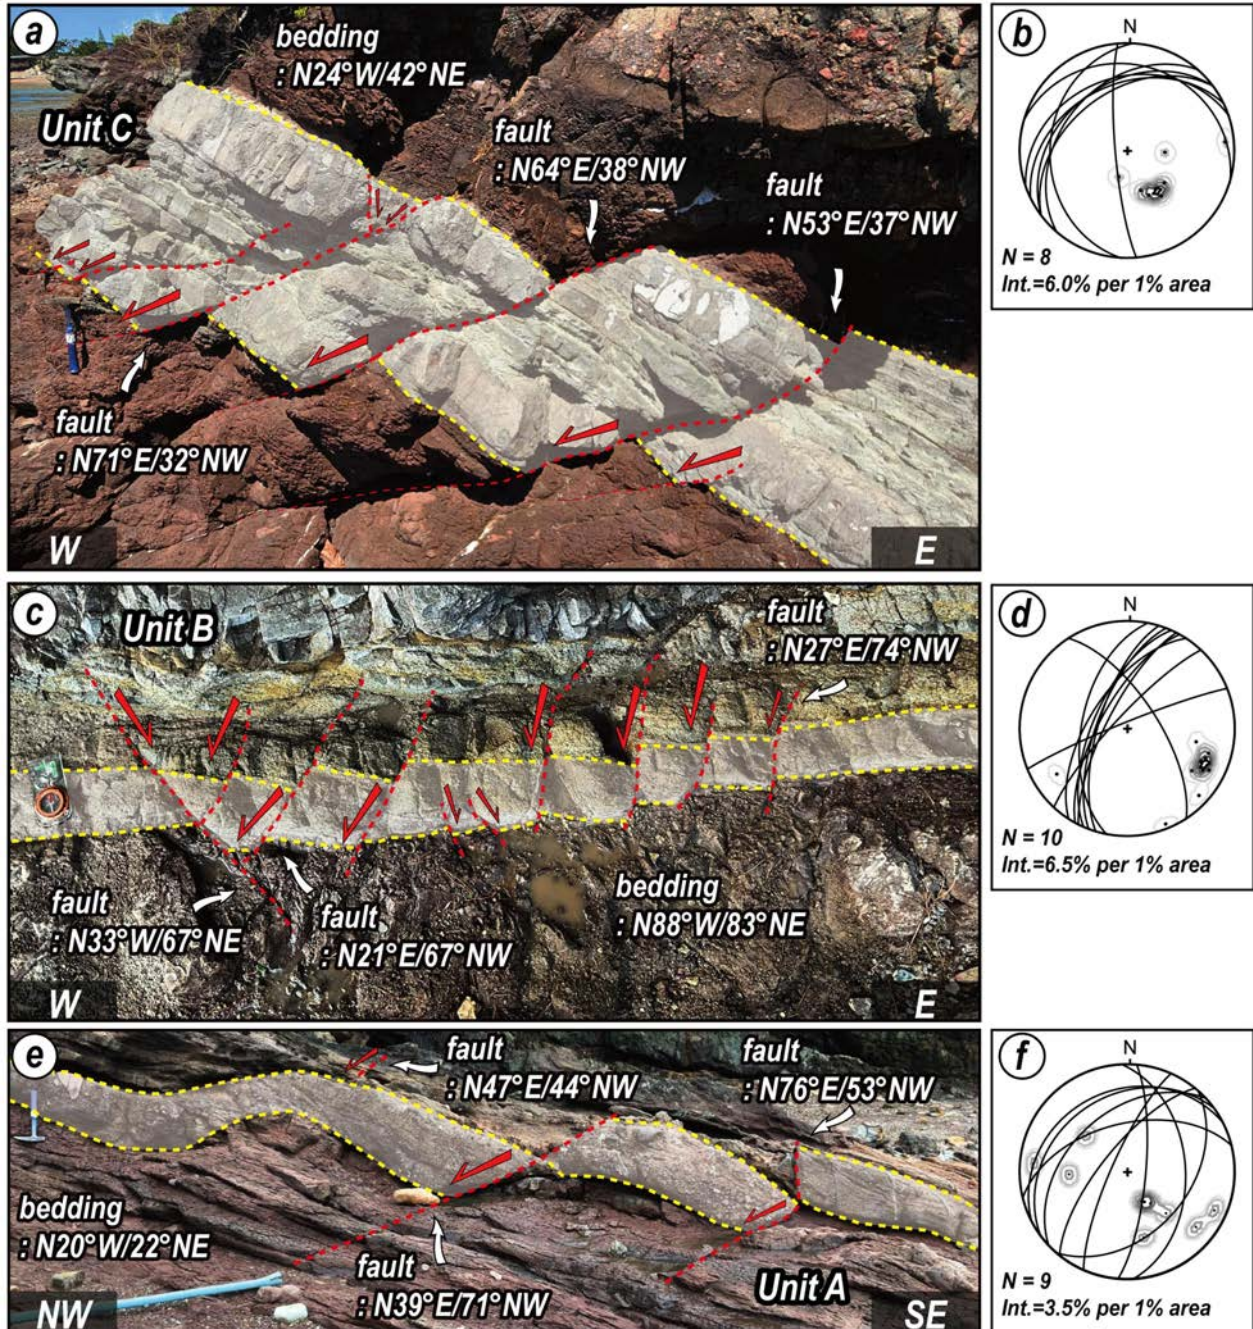 a
bedding
: N24°W/42°NE
Unit C
fault
: N64°E/38°NW
fault
: N53°E/37°NW
fault
: N71°E/32°NW
W
E
b
N
N = 8
Int.=6.0% per 1% area
c
Unit B
fault
: N27°E/74°NW
fault
: N33°W/67°NE
fault
: N21°E/67°NW
bedding
: N88°W/83°NE
W
E
d
N
N = 10
Int.=6.5% per 1% area
e
fault
: N47°E/44°NW
fault
: N76°E/53°NW
bedding
: N20°W/22°NE
fault
: N39°E/71°NW
Unit A
NW
SE
f
N
N = 9
Int.=3.5% per 1% area